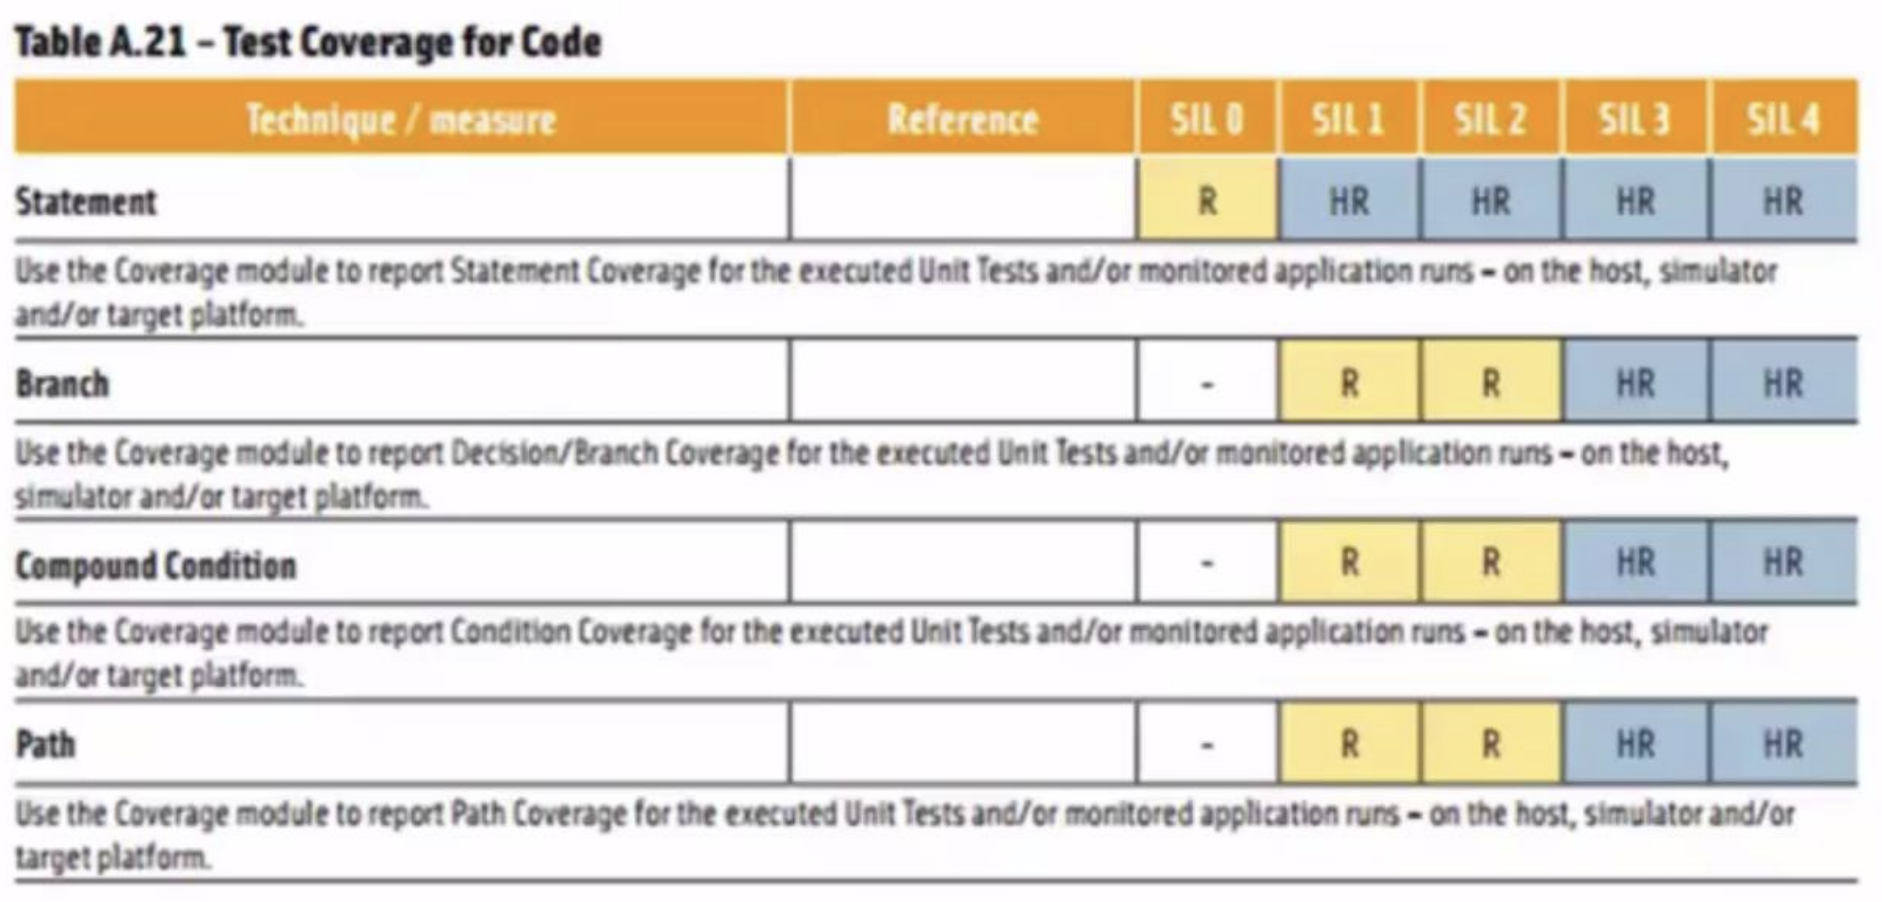 Table A.21 – Test Coverage for Code
Technique / measure Reference SIL 0 SIL 1 SIL 2 SIL 3 SIL 4
Statement R HR HR HR HR
Use the Coverage module to report Statement Coverage for the executed Unit Tests and/or monitored application runs – on the host, simulator
and/or target platform.
Branch - R R HR HR
Use the Coverage module to report Decision/Branch Coverage for the executed Unit Tests and/or monitored application runs – on the host,
simulator and/or target platform.
Compound Condition - R R HR HR
Use the Coverage module to report Condition Coverage for the executed Unit Tests and/or monitored application runs – on the host, simulator
and/or target platform.
Path - R R HR HR
Use the Coverage module to report Path Coverage for the executed Unit Tests and/or monitored application runs – on the host, simulator and/or
target platform.